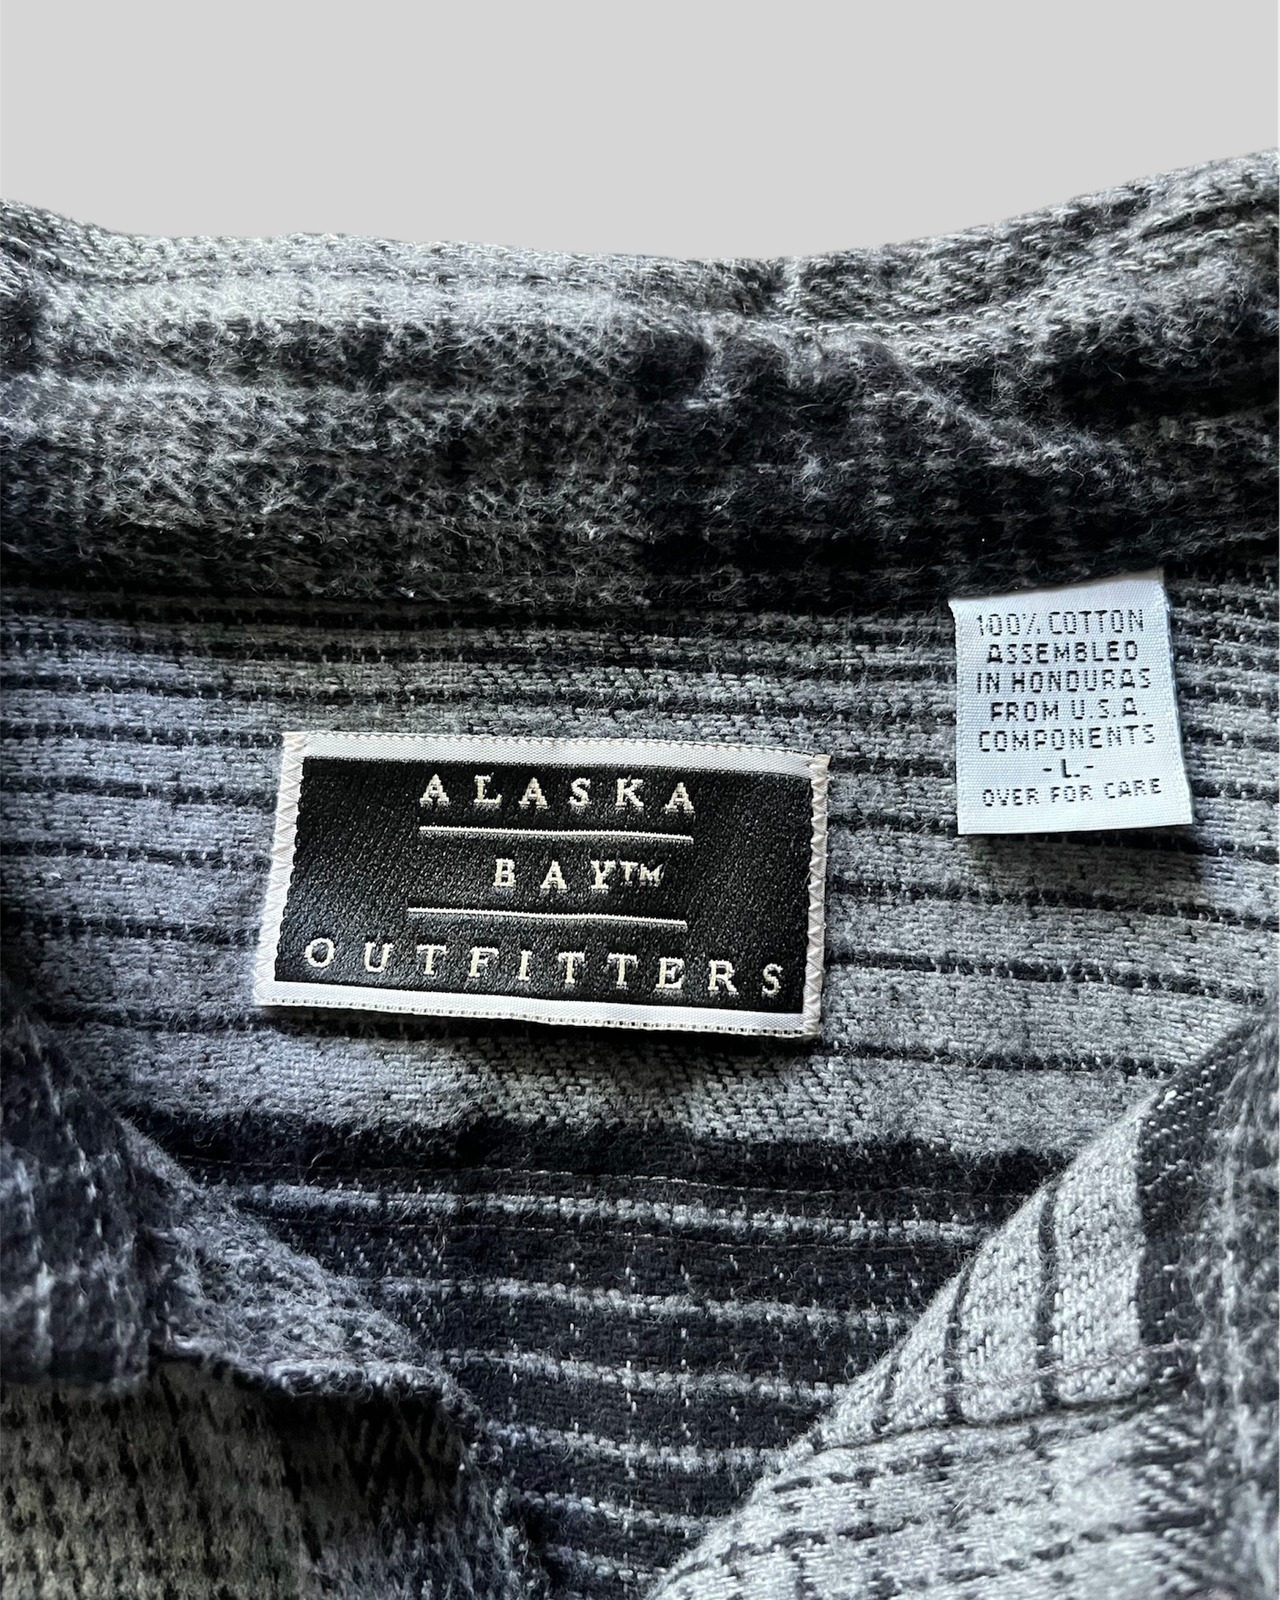 ALASKA
BAY™
OUTFITTERS
100% COTTON
ASSEMBLED
IN HONDURAS
FROM U.S.A.
COMPONENTS
-L-
OVER FOR CARE